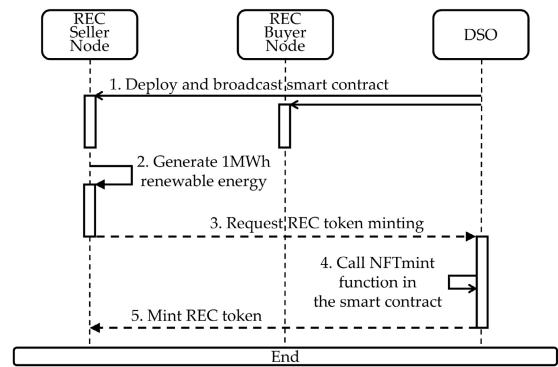 REC
Seller
Node
REC
Buyer
Node
DSO
1. Deploy and broadcast smart contract
2. Generate 1MWh
renewable energy
3. Request REC token minting
4. Call NFTmint
function in
the smart contract
5. Mint REC token
End